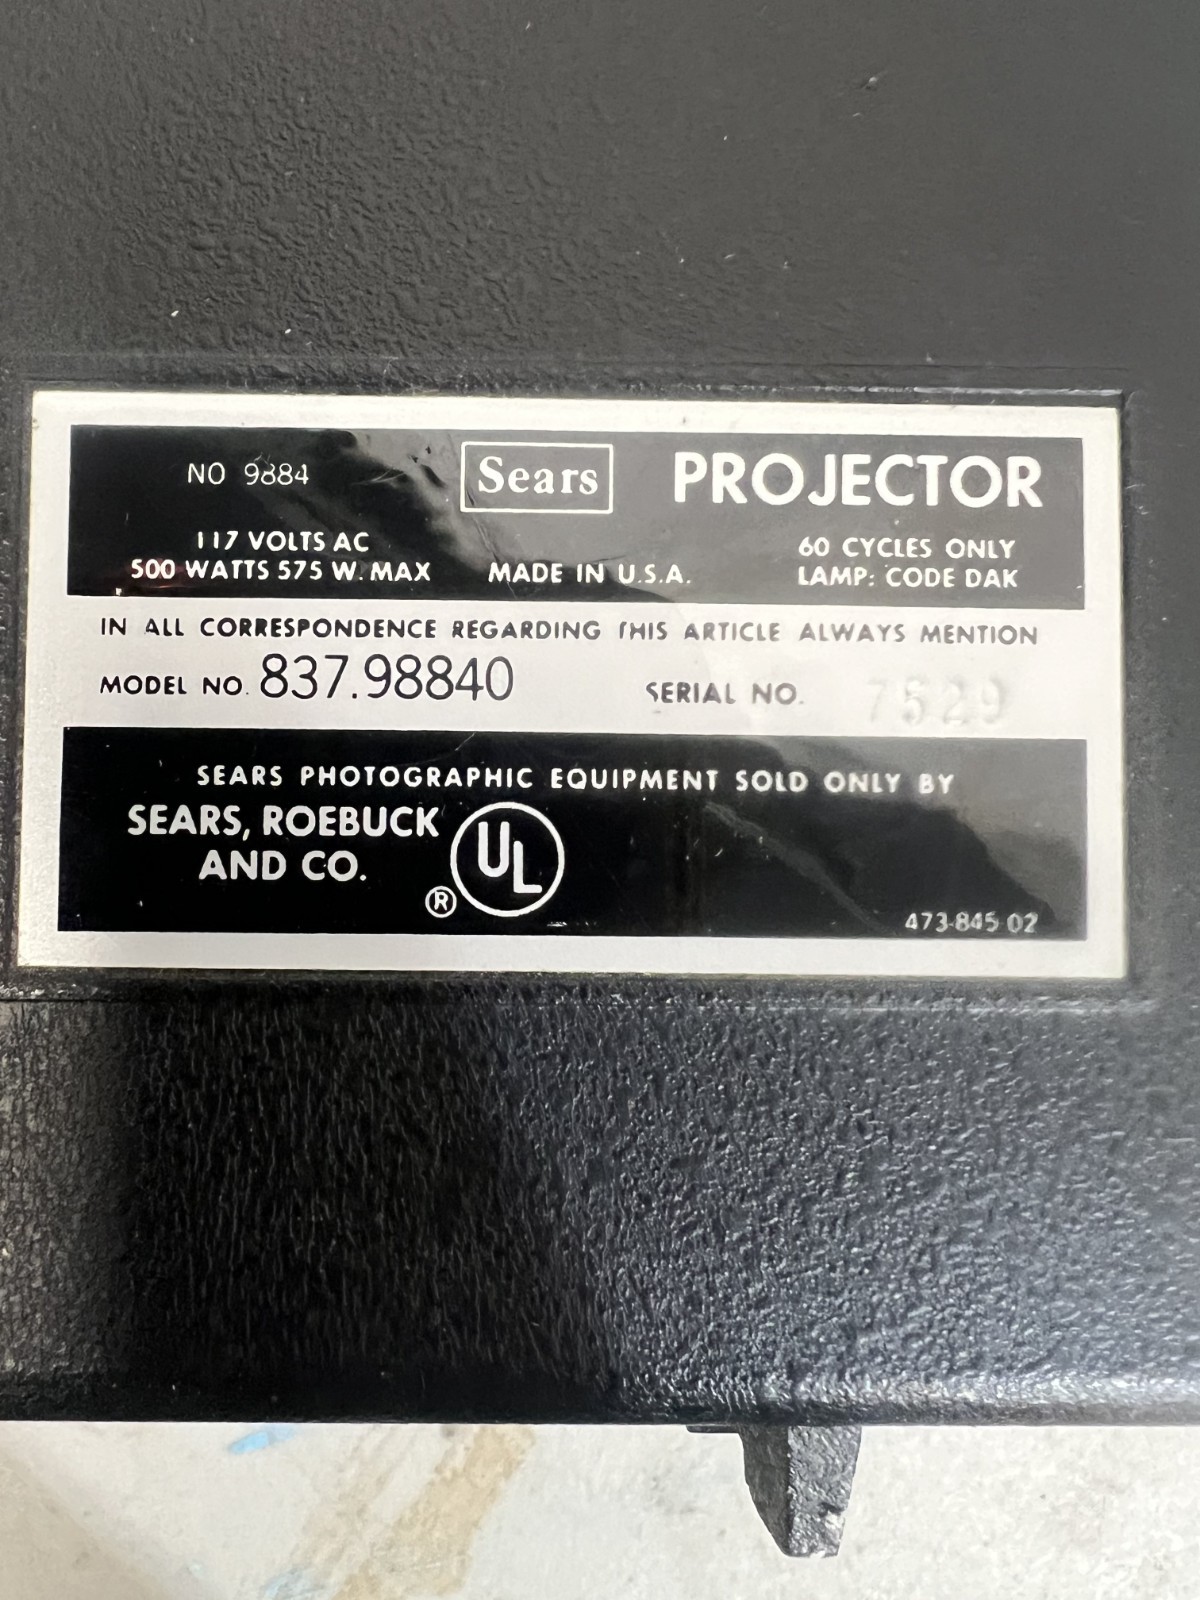 NO 9884
Sears
PROJECTOR
117 VOLTS AC
500 WATTS 575 W. MAX
MADE IN U.S.A.
60 CYCLES ONLY
LAMP: CODE DAK
IN ALL CORRESPONDENCE REGARDING THIS ARTICLE ALWAYS MENTION
MODEL NO. 837.98840
SERIAL NO. 7529
SEARS PHOTOGRAPHIC EQUIPMENT SOLD ONLY BY
SEARS, ROEBUCK
AND CO.
® UL
473-845 02